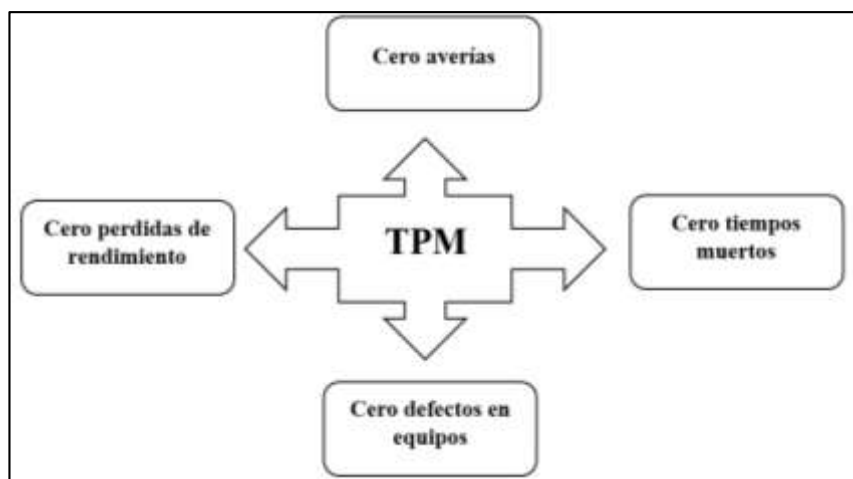 Cero averías
Cero perdidas de
rendimiento
TPM
Cero tiempos
muertos
Cero defectos en
equipos